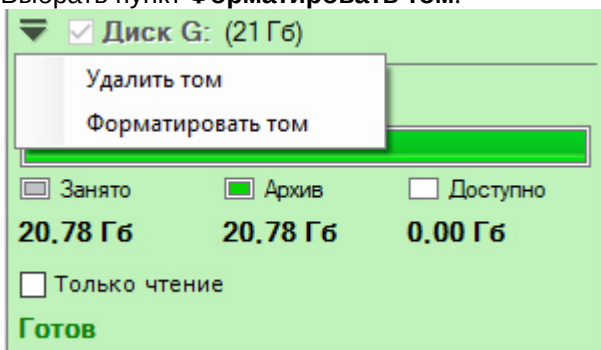 Выбрать пункт Форматировать том.
Диск G: (21 Гб)
Удалить том
Форматировать том
Занято Архив Доступно
20,78 Гб 20,78 Гб 0,00 Гб
Только чтение
Готов